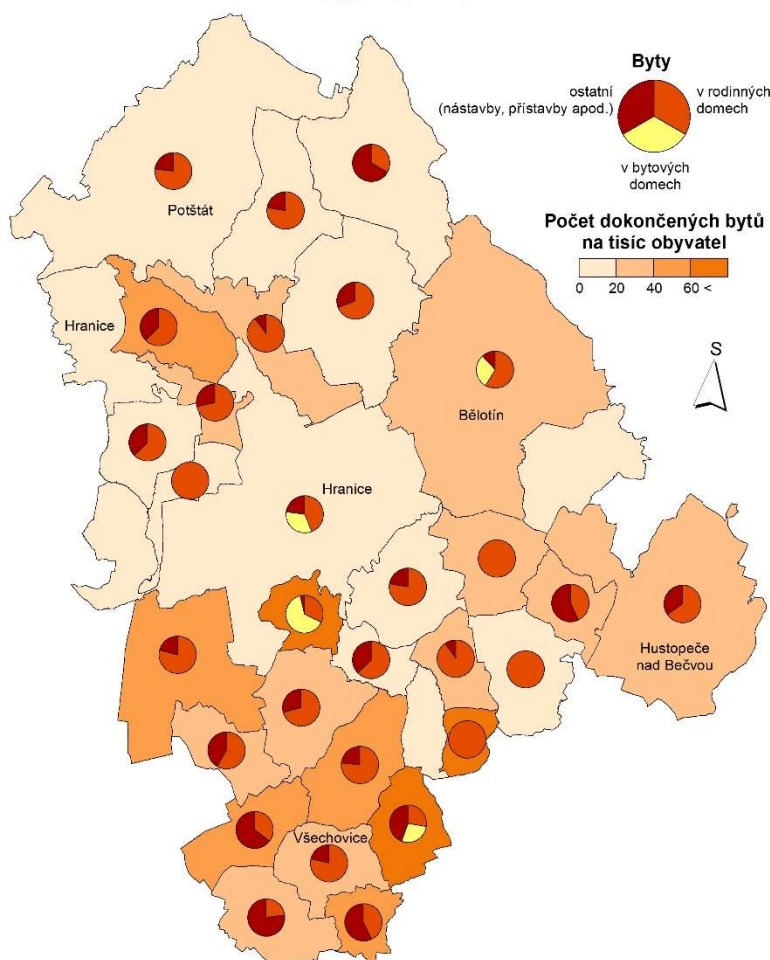 Byty
ostatní
(nástavby, přístavby apod.)
v rodinných
domech
v bytových
domech
Počet dokončených bytů
na tisíc obyvatel
0 20 40 60 <
S
Potštát
Hranice
Bělotín
Hranice
Hustopeče
nad Bečvou
Všechovice